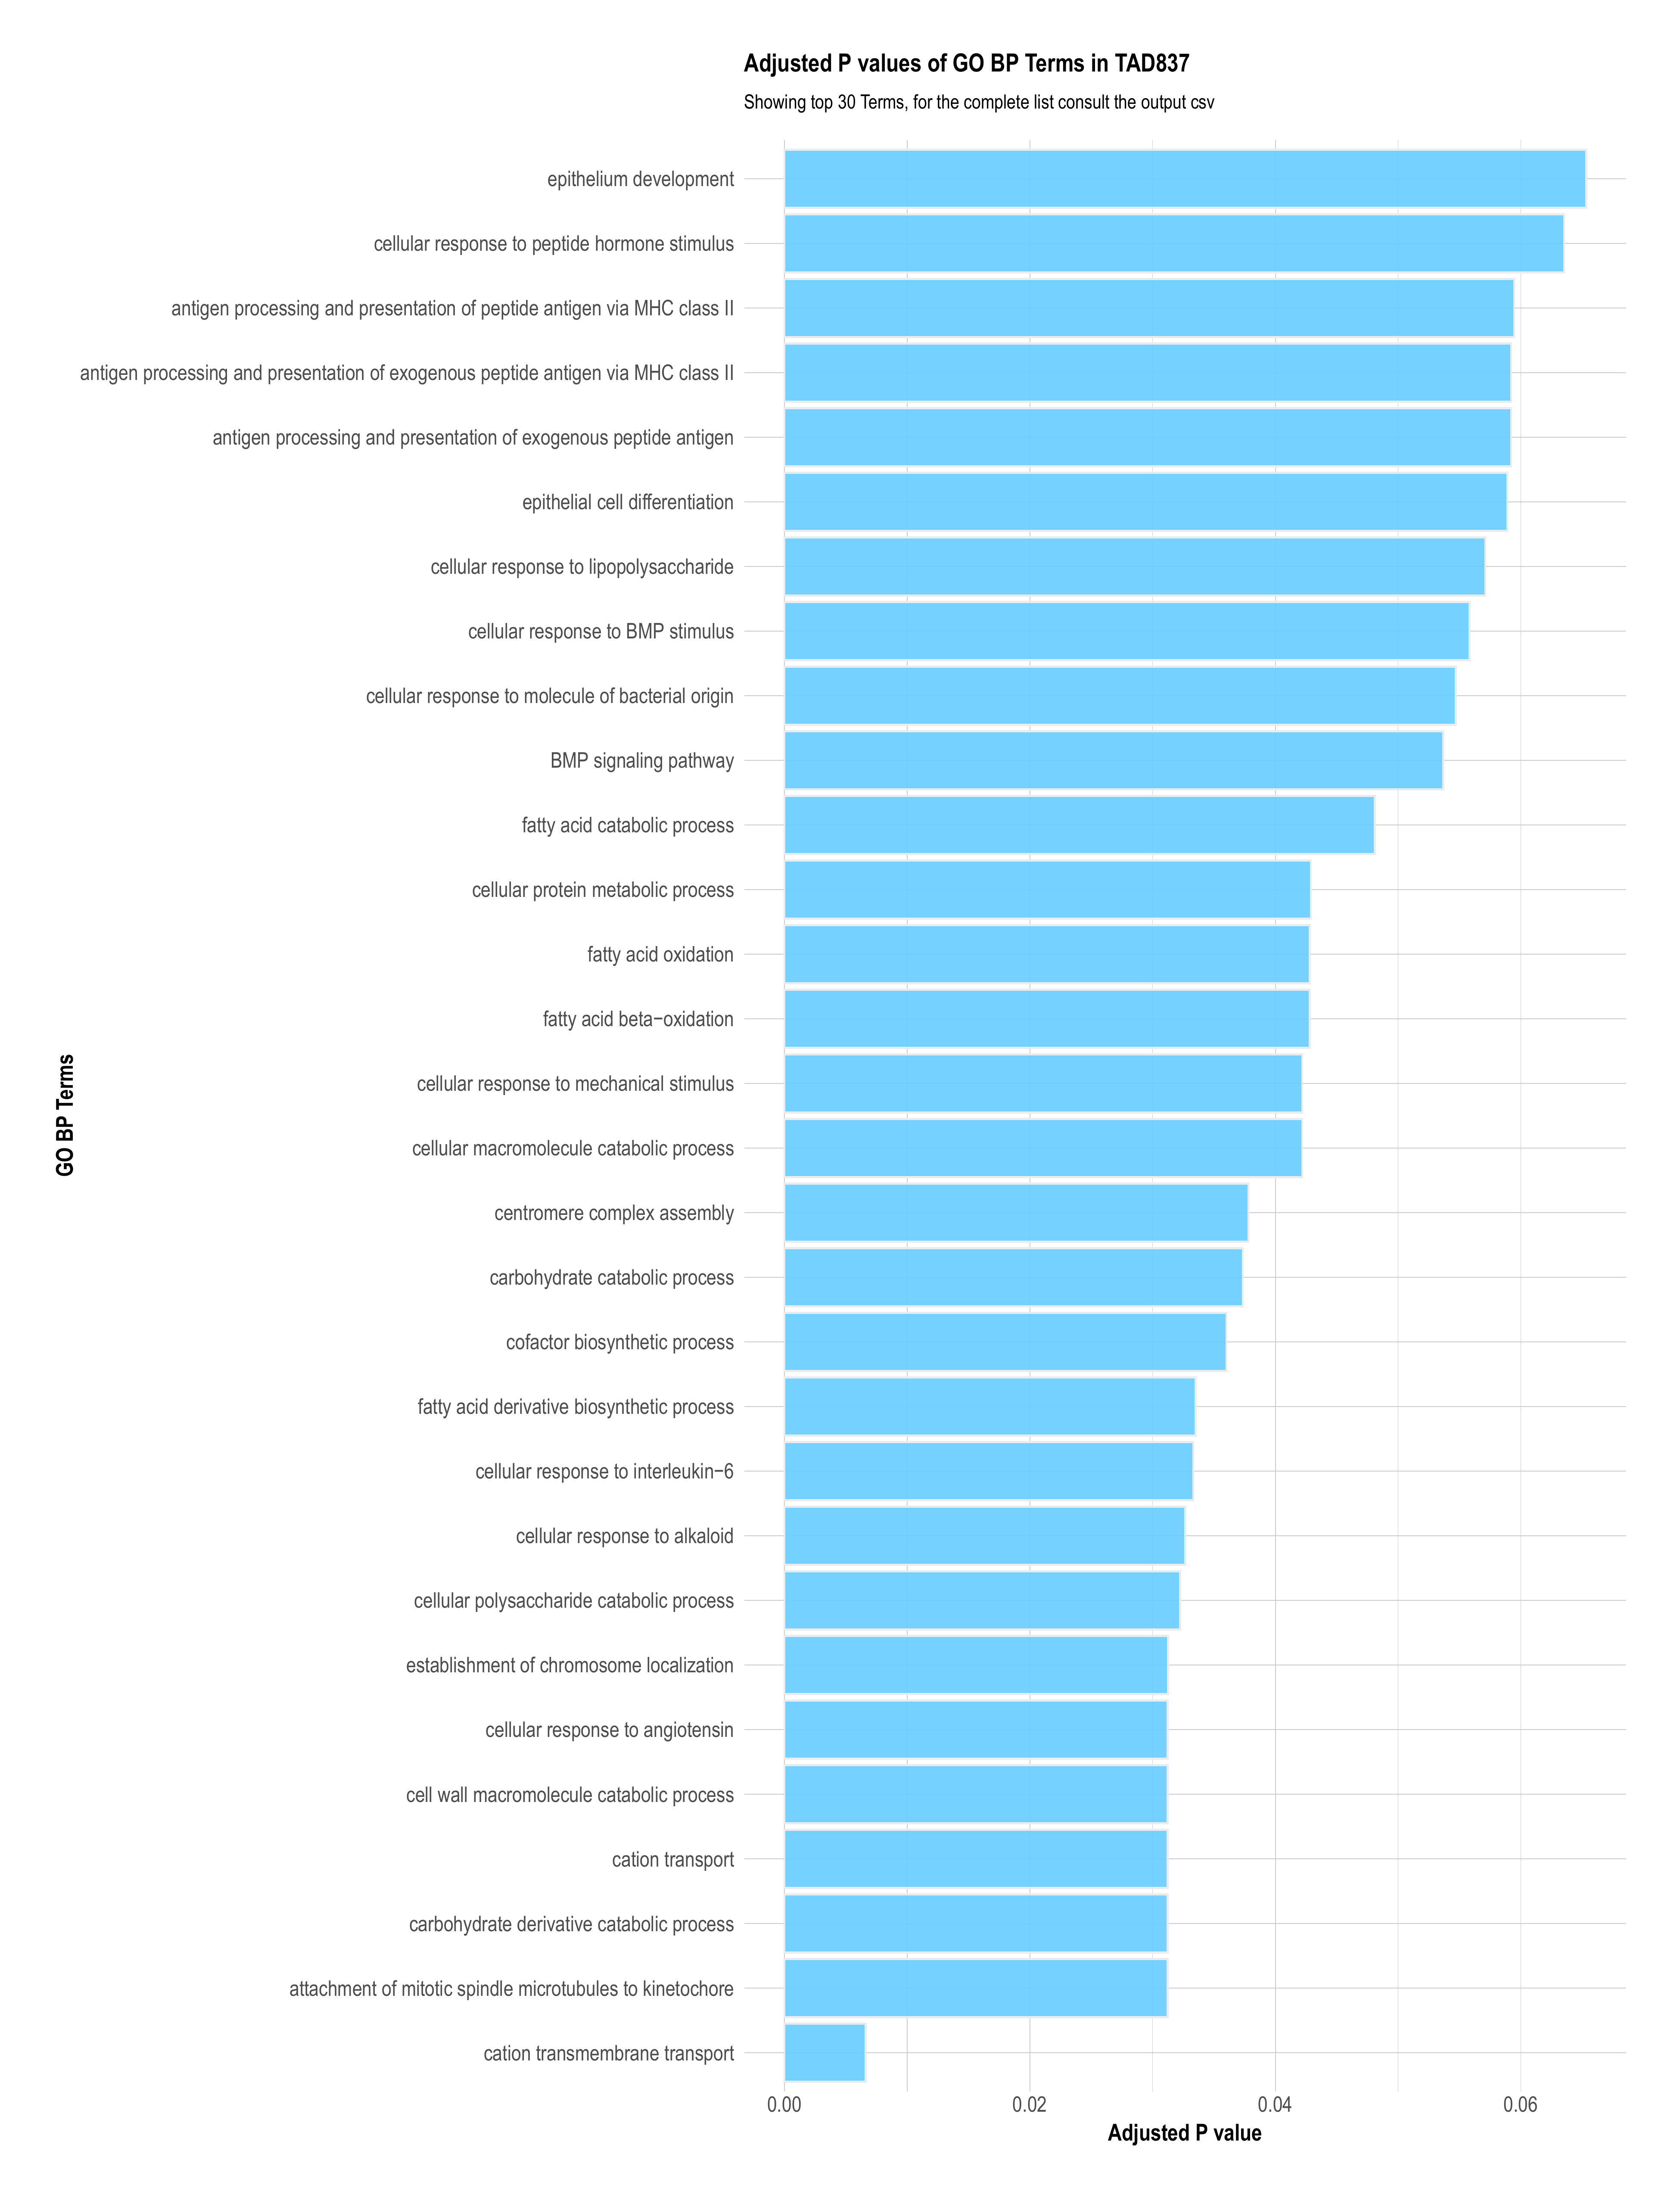 Adjusted P values of GO BP Terms in TAD837
Showing top 30 Terms, for the complete list consult the output csv
epithelium development
cellular response to peptide hormone stimulus
antigen processing and presentation of peptide antigen via MHC class II
antigen processing and presentation of exogenous peptide antigen via MHC class II
antigen processing and presentation of exogenous peptide antigen
epithelial cell differentiation
cellular response to lipopolysaccharide
cellular response to BMP stimulus
cellular response to molecule of bacterial origin
BMP signaling pathway
fatty acid catabolic process
cellular protein metabolic process
fatty acid oxidation
fatty acid beta−oxidation
cellular response to mechanical stimulus
cellular macromolecule catabolic process
centromere complex assembly
carbohydrate catabolic process
cofactor biosynthetic process
fatty acid derivative biosynthetic process
cellular response to interleukin−6
cellular response to alkaloid
cellular polysaccharide catabolic process
establishment of chromosome localization
cellular response to angiotensin
cell wall macromolecule catabolic process
cation transport
carbohydrate derivative catabolic process
attachment of mitotic spindle microtubules to kinetochore
cation transmembrane transport
GO BP Terms
0.00 0.02 0.04 0.06
Adjusted P value